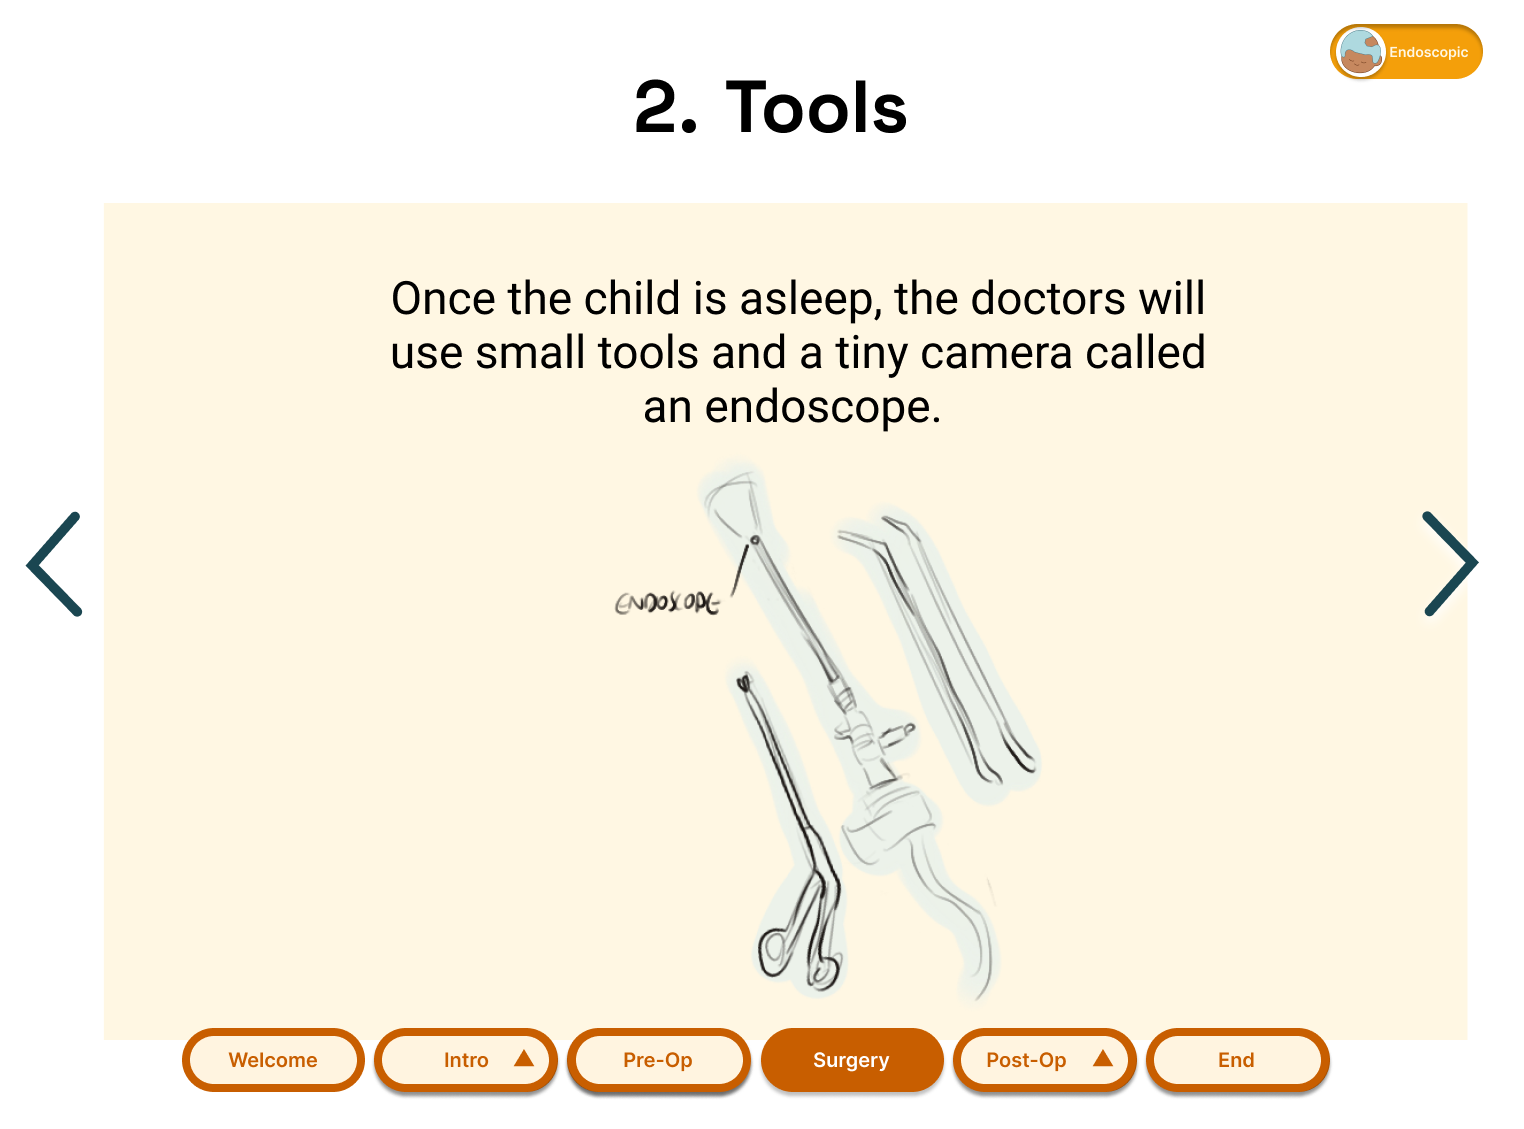 Endoscopic
2. Tools
Once the child is asleep, the doctors will
use small tools and a tiny camera called
an endoscope.
ENDOSCOPE
Welcome
Intro
Pre-Op
Surgery
Post-Op
End